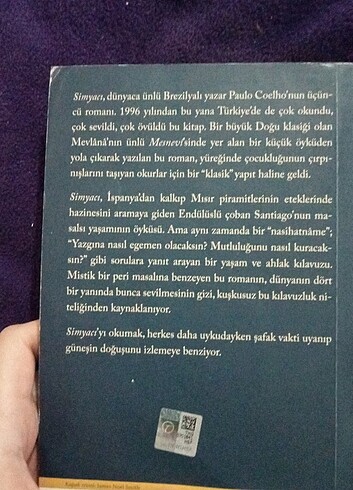 Simyacı, dünyaca ünlü Brezilyalı yazar Paulo Coelho'nun üçün-
cü romanı. 1996 yılından bu yana Türkiye'de de çok okundu,
çok sevildi, çok övüldü bu kitap. Bir büyük Doğu klasiği olan
Mevlânâ'nın ünlü Mesnevî'sinde yer alan bir küçük öyküden
yola çıkarak yazılan bu roman, yüreğinde çocukluğunun çırpı-
nışlarını taşıyan okurlar için bir "klasik" yapıt haline geldi.
Simyacı, İspanya'dan kalkıp Mısır piramitlerinin eteklerinde
hazinesini aramaya giden Endülüslü çoban Santiago'nun ma-
salsı yaşamının öyküsü. Ama aynı zamanda bir "nasihatnâme";
"Yazgına nasıl egemen olacaksın? Mutluluğunu nasıl kuracak-
sın?" gibi sorulara yanıt arayan bir yaşam ve ahlak kılavuzu.
Mistik bir peri masalına benzeyen bu romanın, dünyanın dört
bir yanında bunca sevilmesinin gizi, kuşkusuz bu kılavuzluk ni-
teliğinden kaynaklanıyor.
Simyacı'yı okumak, herkes daha uykudayken şafak vakti uyanıp
güneşin doğuşunu izlemeye benziyor.